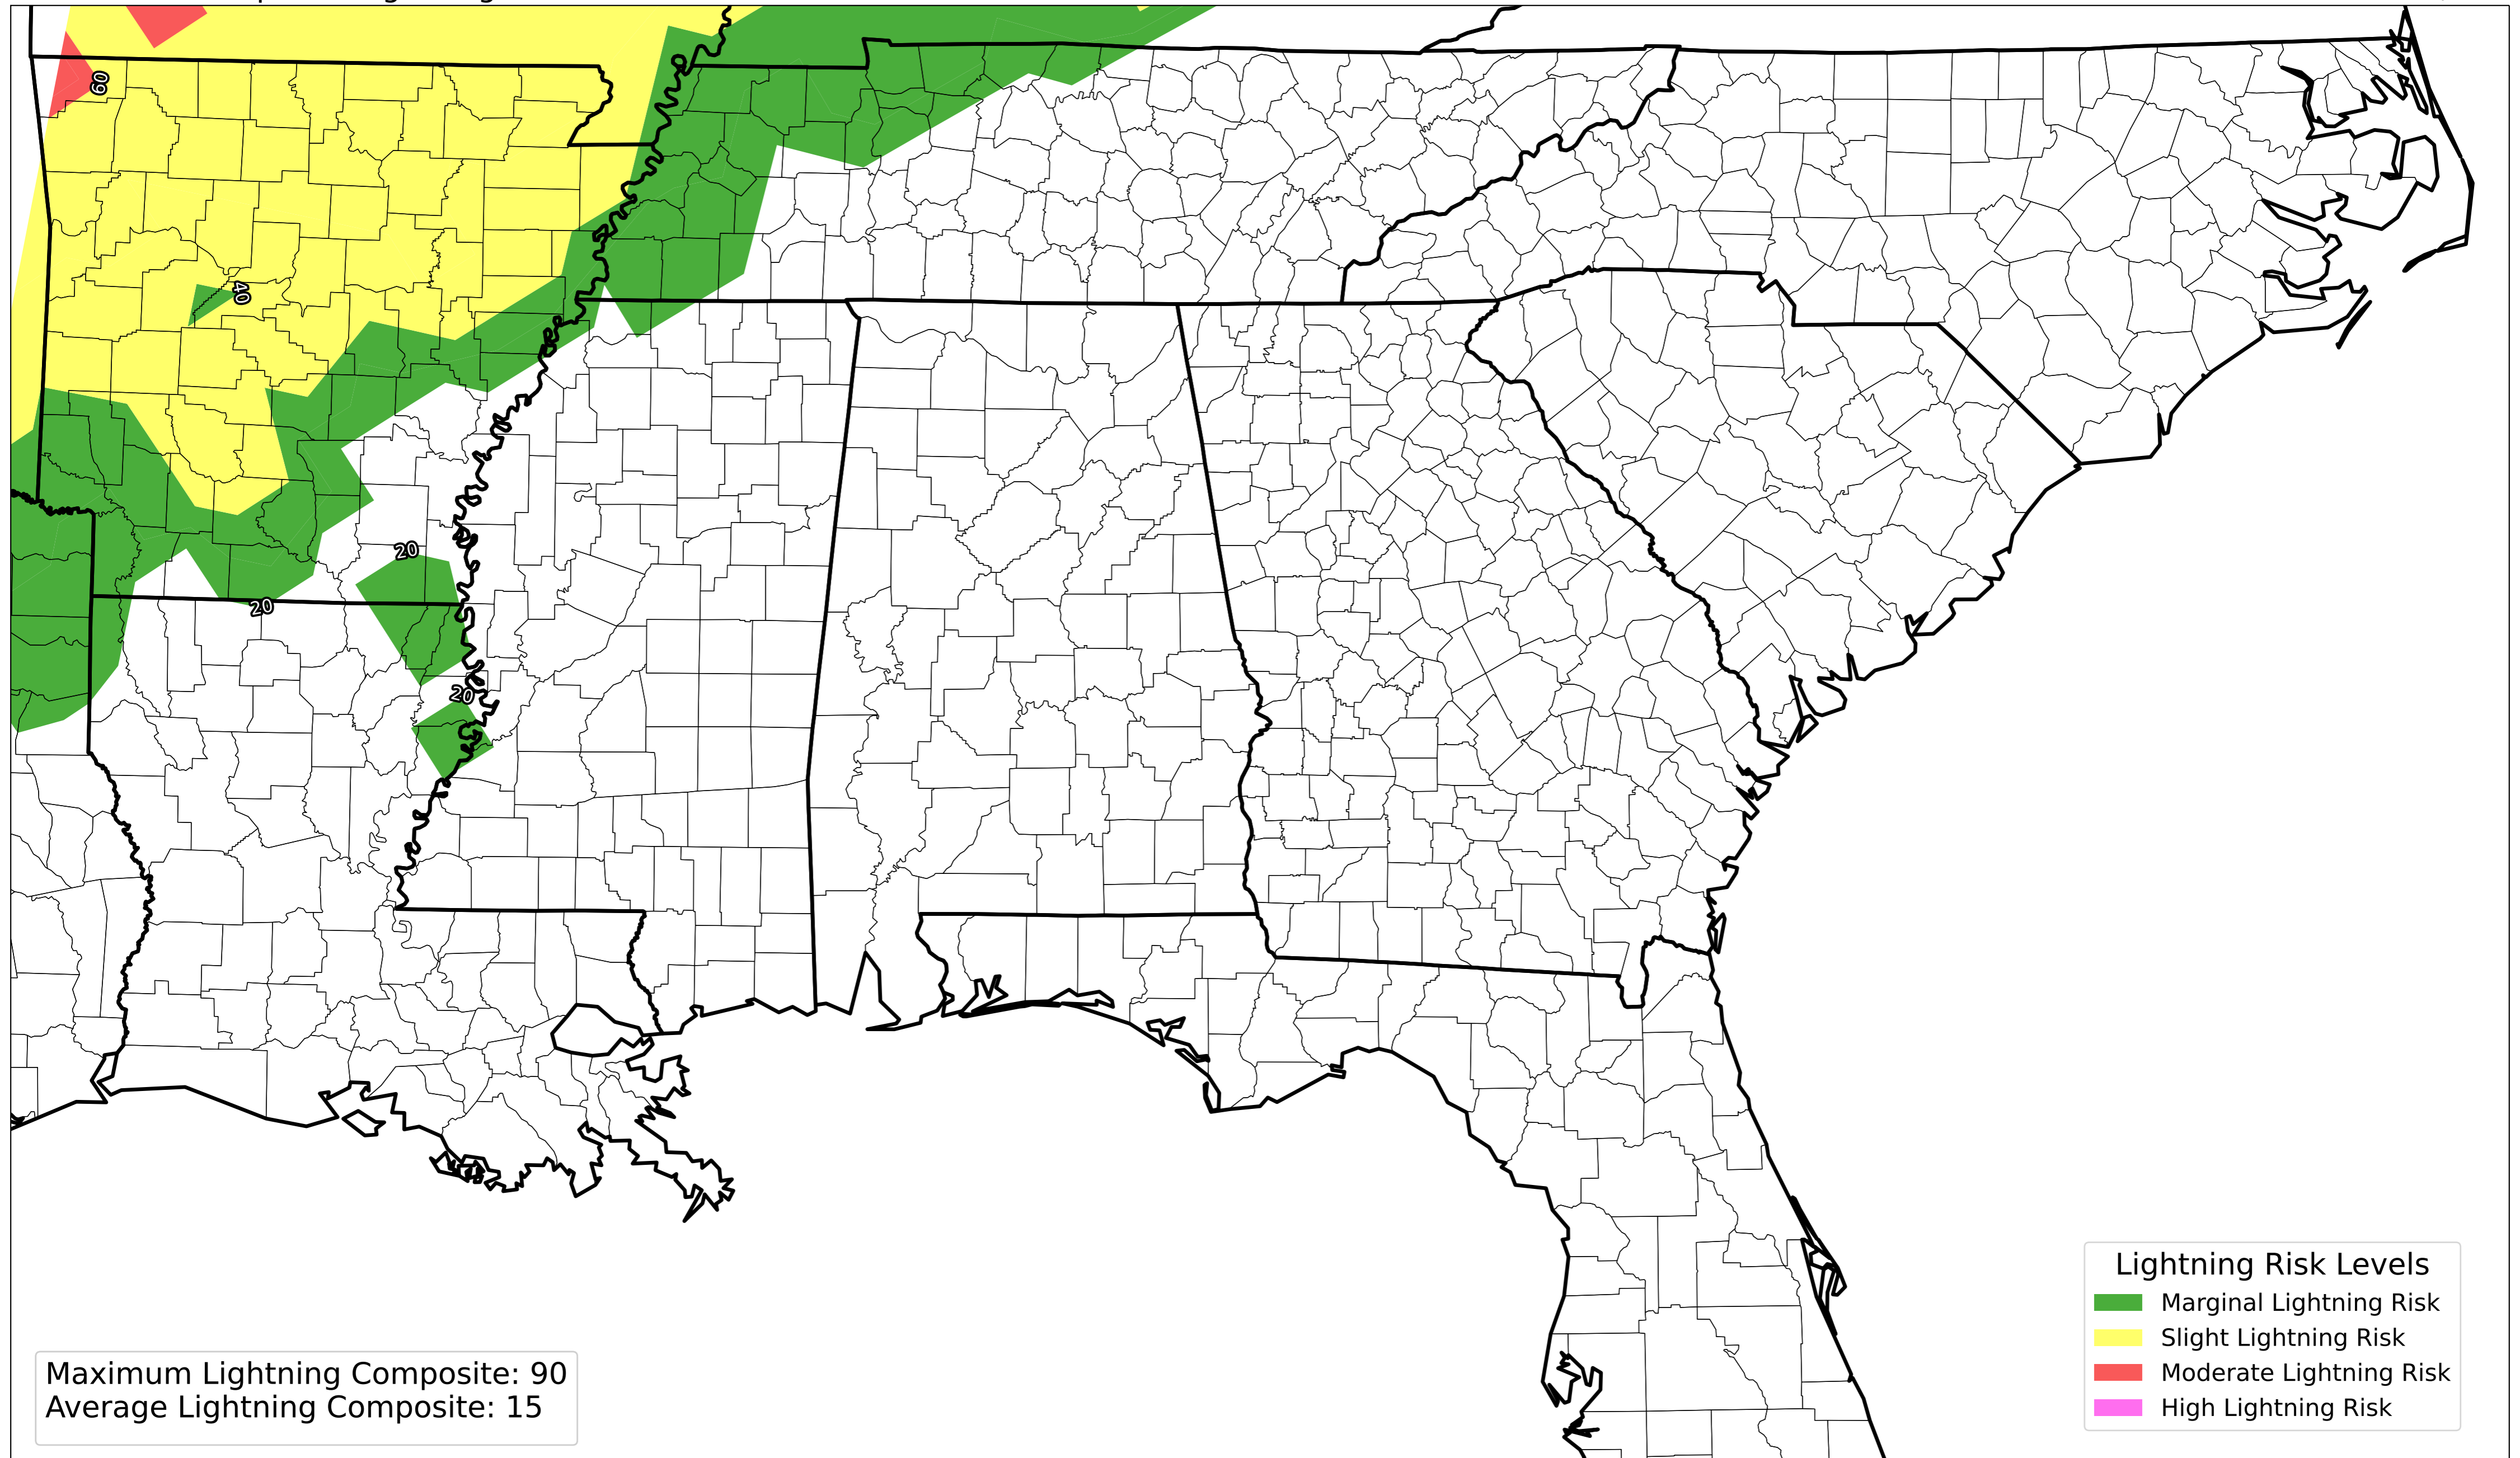 60
40
20
20
20
Lightning Risk Levels
Marginal Lightning Risk
Slight Lightning Risk
Moderate Lightning Risk
High Lightning Risk
Maximum Lightning Composite: 90
Average Lightning Composite: 15